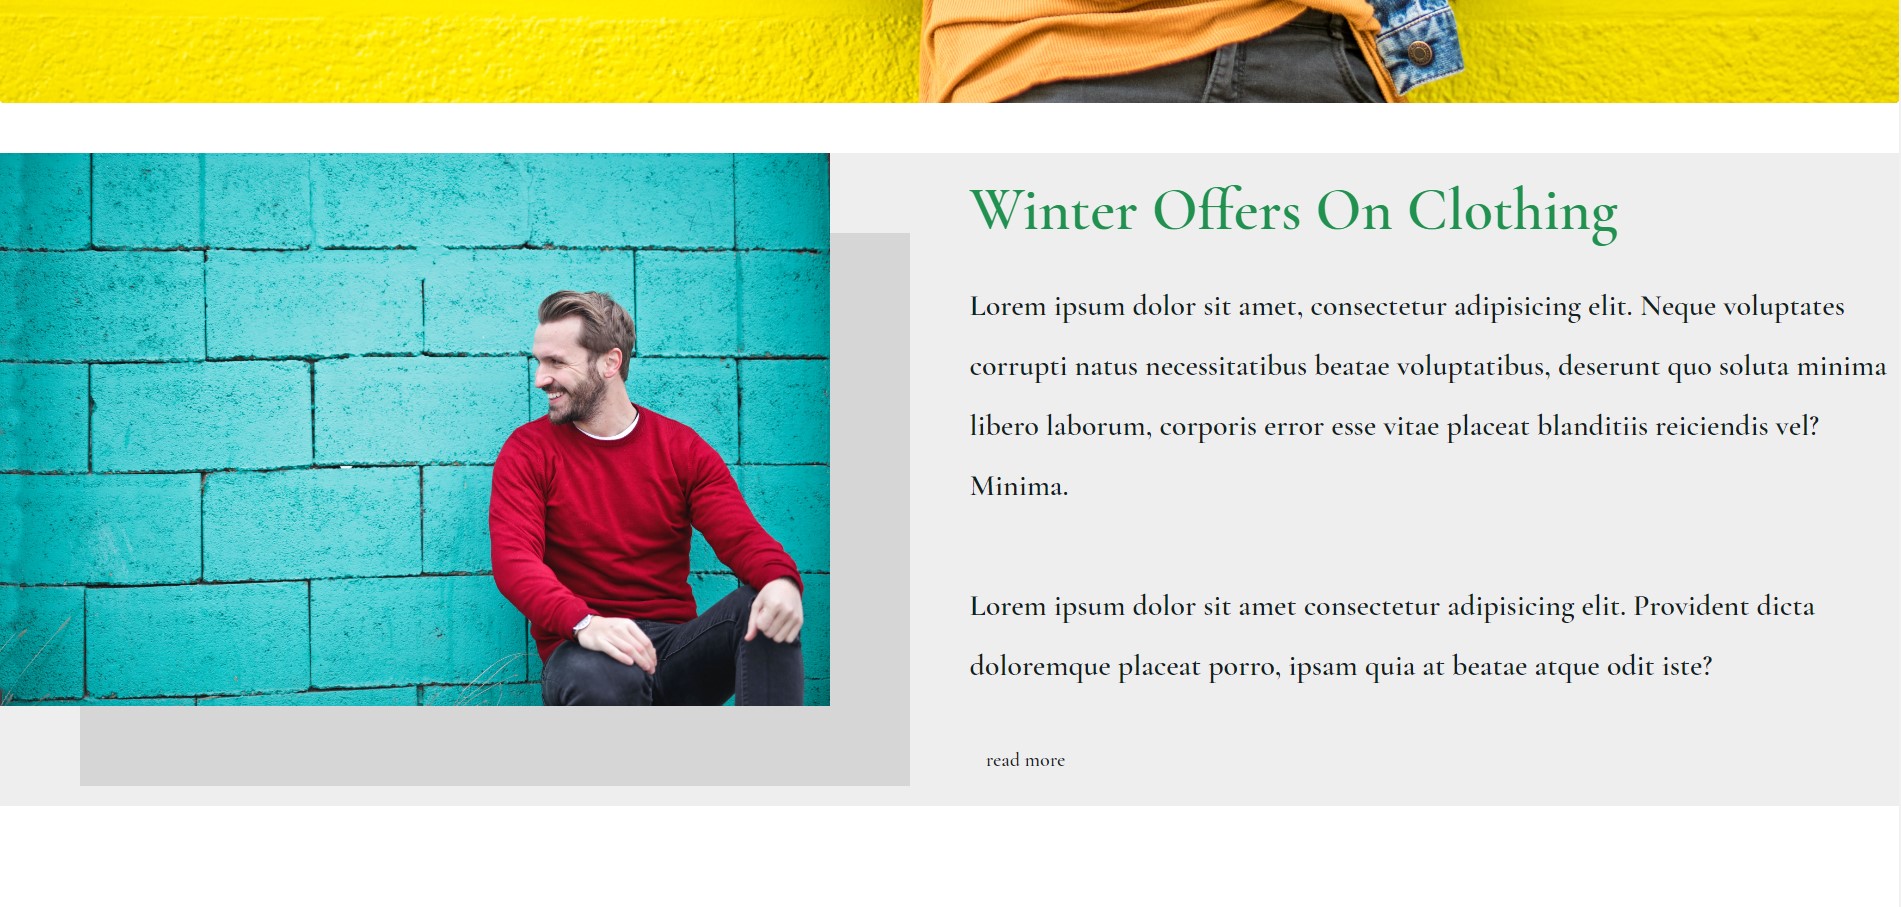 Winter Offers On Clothing
Lorem ipsum dolor sit amet, consectetur adipisicing elit. Neque voluptates
corrupti natus necessitatibus beatae voluptatibus, deserunt quo soluta minima
libero laborum, corporis error esse vitae placeat blanditiis reiciendis vel?
Minima.
Lorem ipsum dolor sit amet consectetur adipisicing elit. Provident dicta
doloremque placeat porro, ipsam quia at beatae atque odit iste?
read more